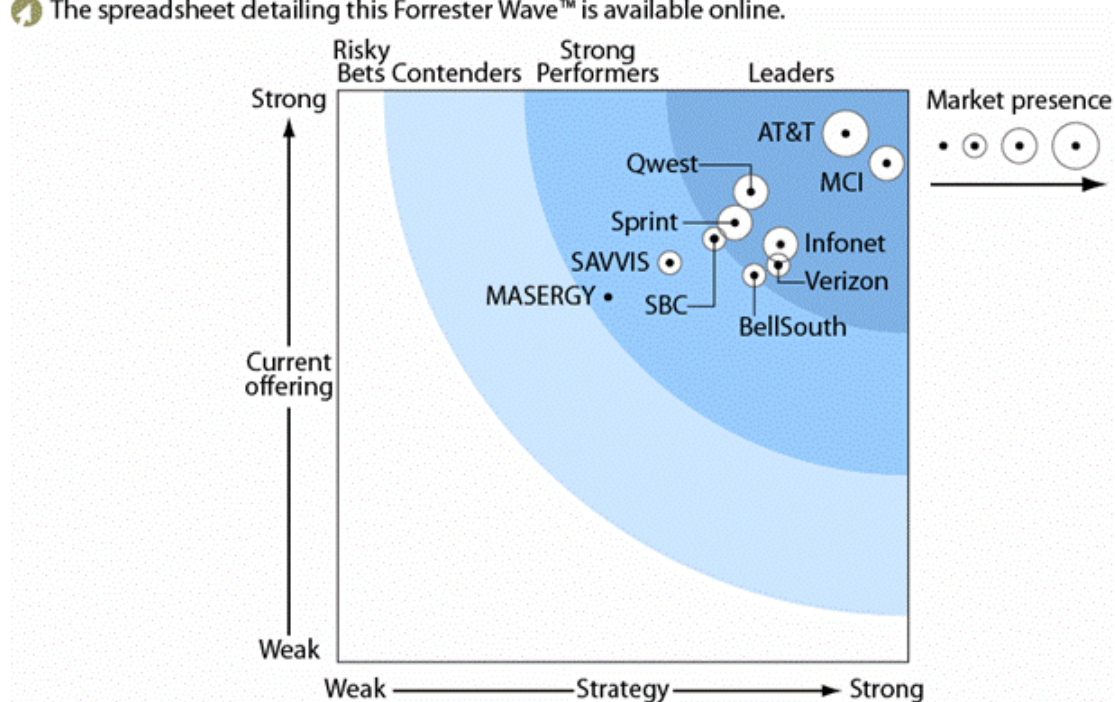 The spreadsheet detailing this Forrester Wave™ is available online.
Risky
Bets
Contenders
Strong
Performers
Leaders
Strong
Market presence
AT&T
Qwest
MCI
Sprint
Infonet
SAVVIS
Verizon
MASERGY
SBC
BellSouth
Current
offering
Weak
Weak
Strategy
Strong